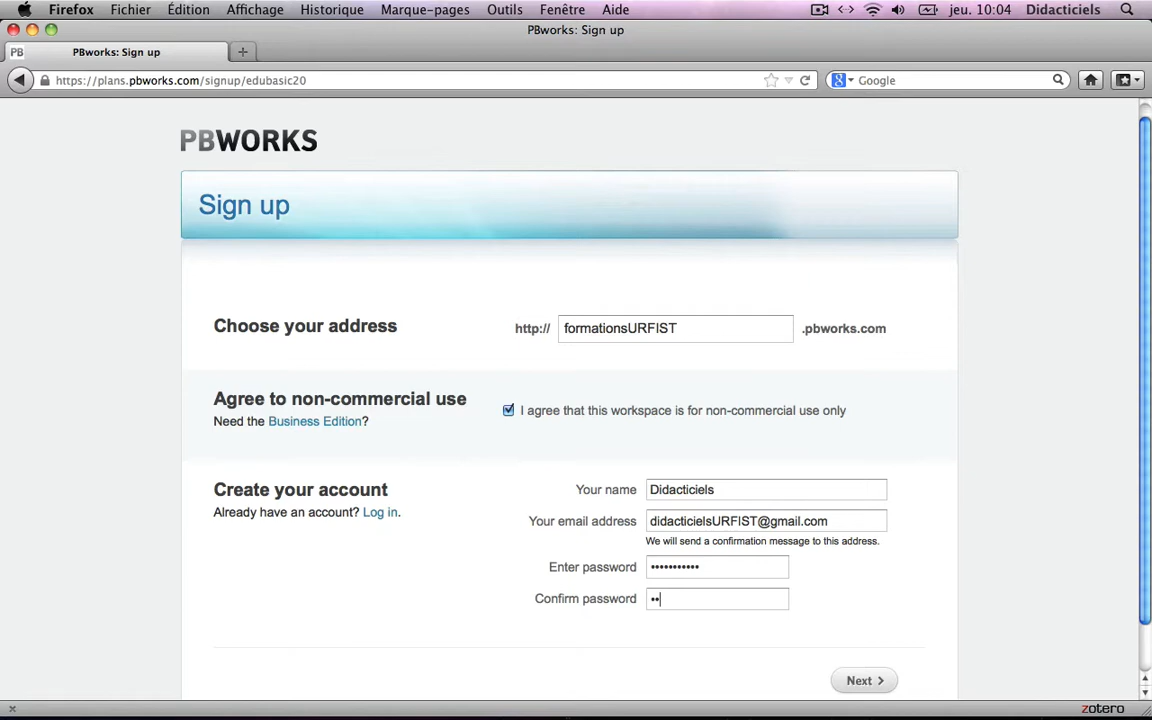 Firefox Fichier Édition Affichage Historique Marque-pages Outils Fenêtre Aide jeu. 10:04 Didacticiels
PBworks: Sign up
PB PBworks: Sign up
https://plans.pbworks.com/signup/edubasic20 Google
PBWORKS
Sign up
Choose your address http:// formationsURFIST .pbworks.com
Agree to non-commercial use
I agree that this workspace is for non-commercial use only
Need the Business Edition?
Create your account Your name Didacticiels
Already have an account? Log in.
Your email address didacticielsURFIST@gmail.com
We will send a confirmation message to this address.
Enter password •••••••••••
Confirm password ••
Next
zotero